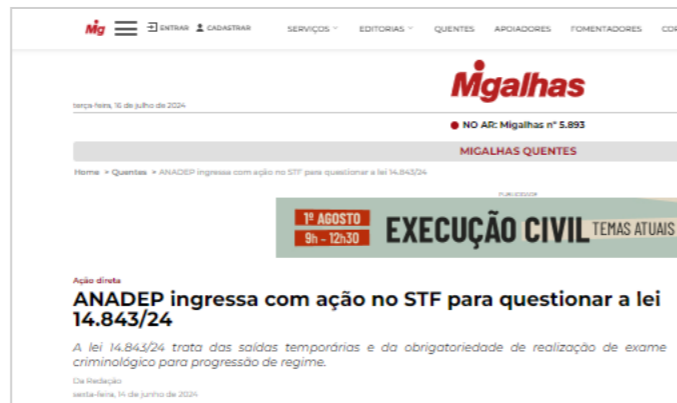 Mg ENTRAR CADASTRAR SERVIÇOS EDITORIAS QUENTES APOIADORES FOMENTADORES
Migalhas
terça-feira, 16 de julho de 2024
NO AR: Migalhas nº 5.893
MIGALHAS QUENTES
Home > Quentes > ANADEP ingressa com ação no STF para questionar a lei 14.843/24
PUBLICIDADE
1º AGOSTO
9h - 12h30
EXECUÇÃO CIVIL TEMAS ATUAIS
Ação direta
ANADEP ingressa com ação no STF para questionar a lei
14.843/24
A lei 14.843/24 trata das saídas temporárias e da obrigatoriedade de realização de exame
criminológico para progressão de regime.
Da Redação
sexta-feira, 14 de junho de 2024